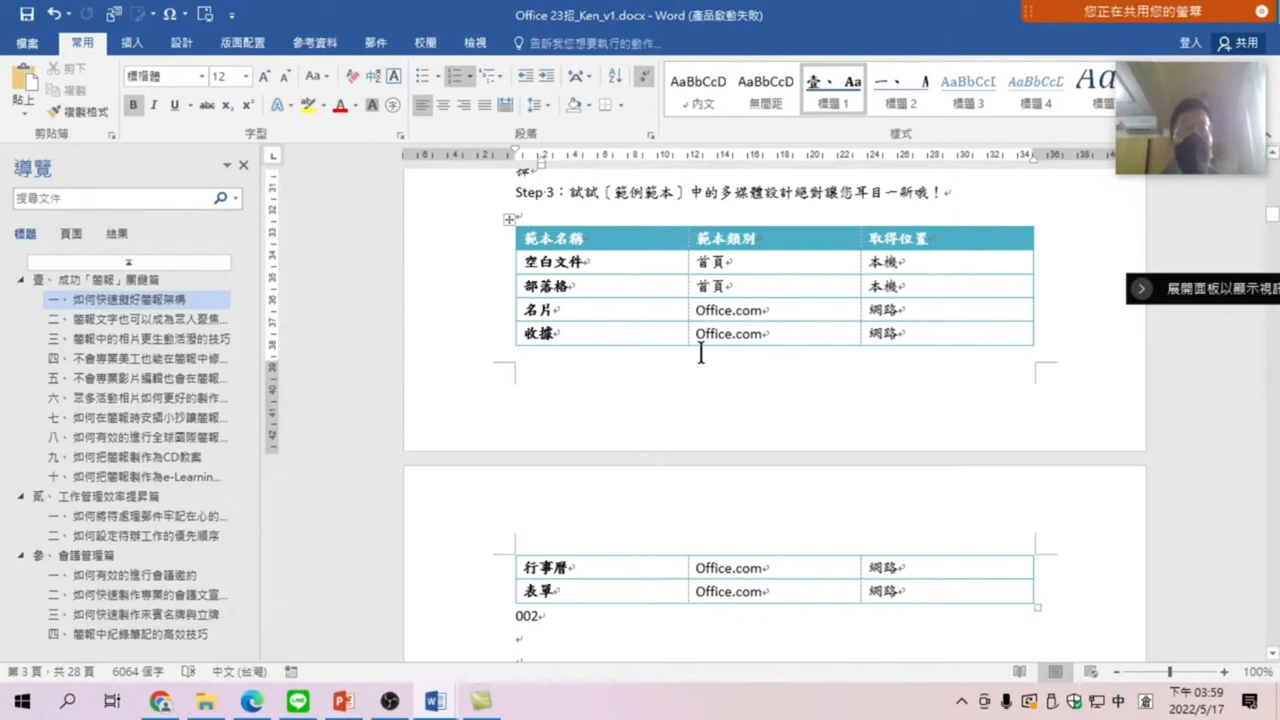 Office 23招_Ken_v1.docx - Word (產品啟動失敗)
您正在共用您的螢幕
檔案 常用 插入 設計 版面配置 參考資料 郵件 校閱 檢視 告訴我您想要執行的動作... 登入 共用
貼上
剪下
複製
複製格式
剪貼簿
標楷體 12
字型
段落
AaBbCcD 內文
AaBbCcD 無間距
壹、 Aa 標題 1
一、 標題 2
AaBbCcI 標題 3
AaBbCcD 標題 4
樣式
導覽
搜尋文件
標題 頁面 結果
壹、 成功「簡報」關鍵篇
一、 如何快速擬好簡報架構
二、 簡報文字也可以成為眾人聚焦...
三、 簡報中的相片更生動活潑的技巧
四、 不會專業美工也能在簡報中修...
五、 不會專業影片編輯也會在簡報...
六、 眾多活動相片如何更好的製作...
七、 如何在簡報時安插小抄讓簡報...
八、 如何有效的進行全球國際簡報...
九、 如何把簡報製作為CD教案
十、 如何把簡報製作為e-Learnin...
貳、 工作管理效率提昇篇
一、 如何將待處理郵件牢記在心的...
二、 如何設定待辦工作的優先順序
參、 會議管理篇
一、 如何有效的進行會議邀約
二、 如何快速製作專業的會議文宣...
三、 如何快速製作來賓名牌與立牌
四、 簡報中紀錄筆記的高效技巧
Step 3：試試〔範例範本〕中的多媒體設計絕對讓您耳目一新哦！
範本名稱 範本類別 取得位置
空白文件 首頁 本機
部落格 首頁 本機
名片 Office.com 網路
收據 Office.com 網路
行事曆 Office.com 網路
表單 Office.com 網路
002
展開面板以顯示視訊
第 3 頁，共 28 頁 6064 個字 中文 (台灣) 100%
中 下午 03:59
2022/5/17